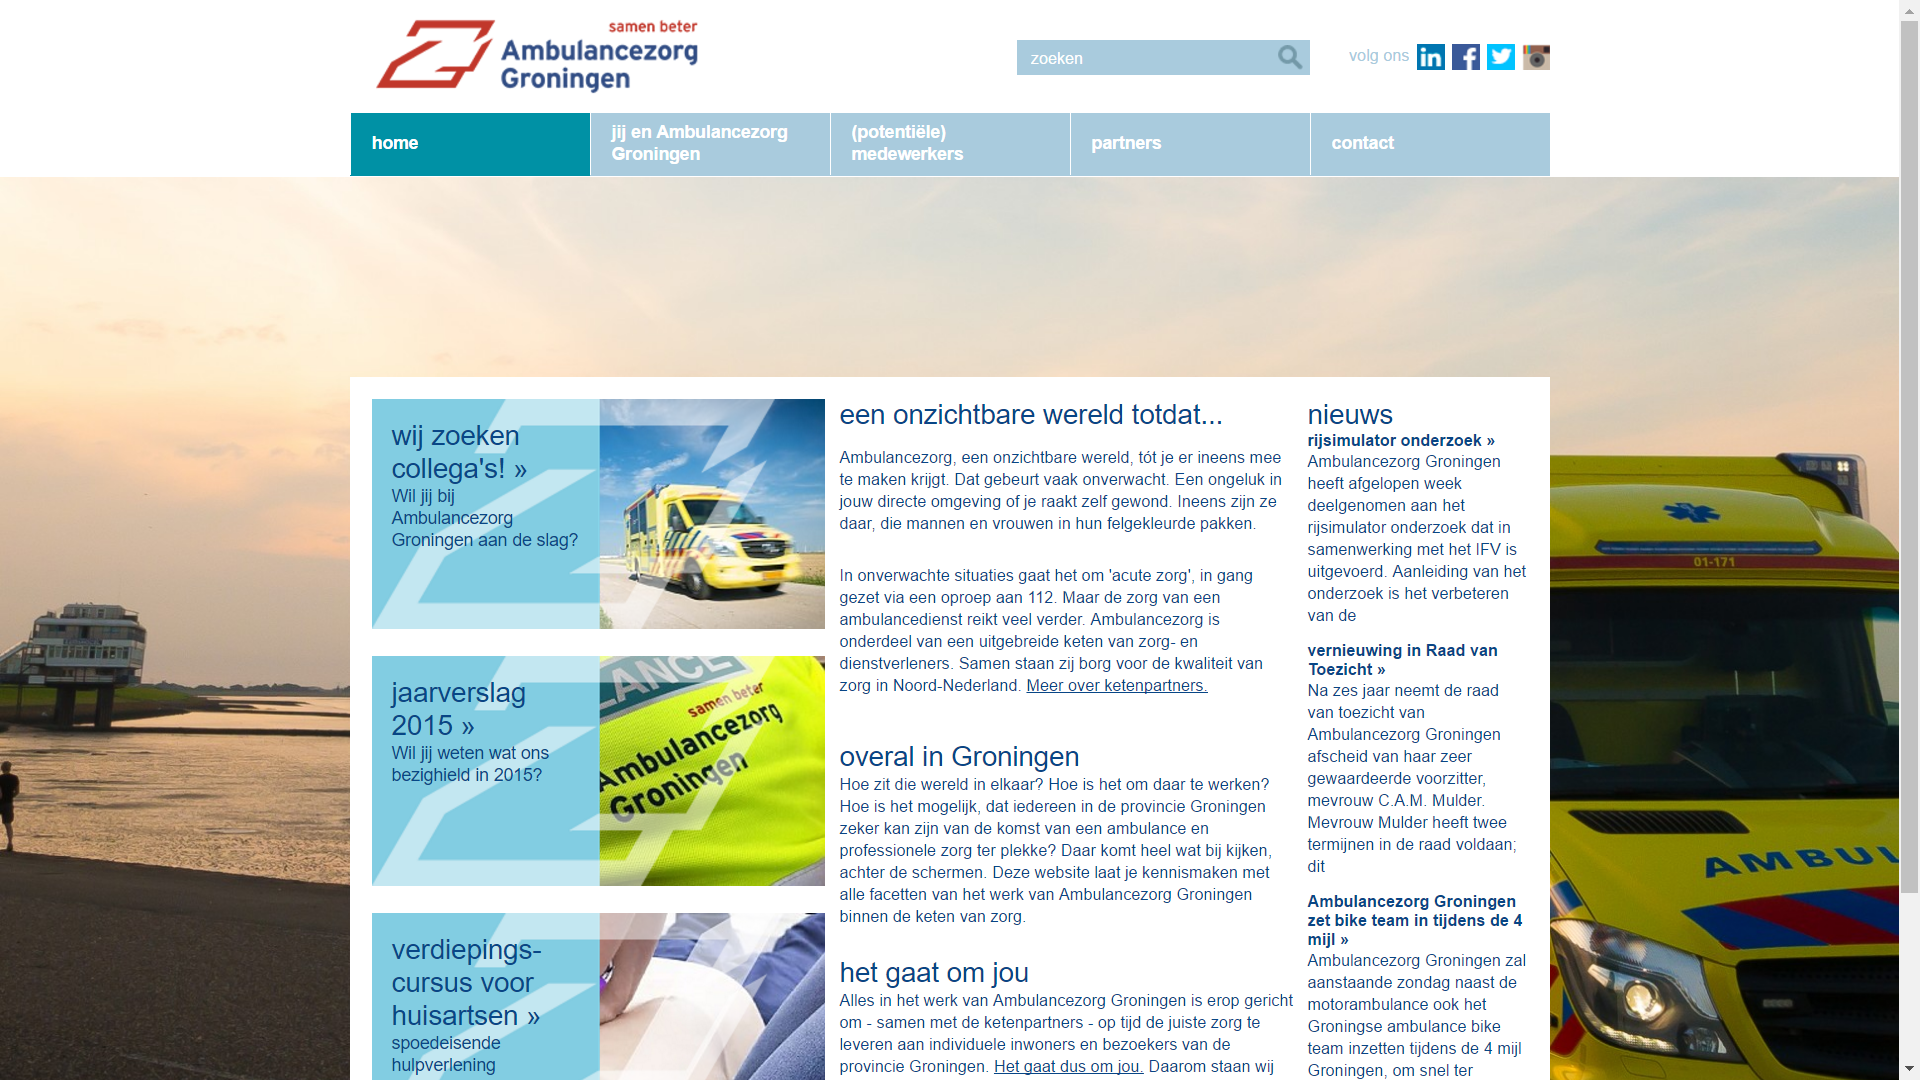 samen beter
Ambulancezorg
Groningen
zoeken
volg ons
home
jij en Ambulancezorg
Groningen
(potentiële)
medewerkers
partners
contact
wij zoeken
collega's! »
Wil jij bij
Ambulancezorg
Groningen aan de slag?
jaarverslag
2015 »
Wil jij weten wat ons
bezighield in 2015?
LANCE
samen beter
Ambulancezorg
Groningen
verdiepings-
cursus voor
huisartsen »
spoedeisende
hulpverlening
een onzichtbare wereld totdat...
Ambulancezorg, een onzichtbare wereld, tót je er ineens mee
te maken krijgt. Dat gebeurt vaak onverwacht. Een ongeluk in
jouw directe omgeving of je raakt zelf gewond. Ineens zijn ze
daar, die mannen en vrouwen in hun felgekleurde pakken.
In onverwachte situaties gaat het om 'acute zorg', in gang
gezet via een oproep aan 112. Maar de zorg van een
ambulancedienst reikt veel verder. Ambulancezorg is
onderdeel van een uitgebreide keten van zorg- en
dienstverleners. Samen staan zij borg voor de kwaliteit van
zorg in Noord-Nederland. Meer over ketenpartners.
overal in Groningen
Hoe zit die wereld in elkaar? Hoe is het om daar te werken?
Hoe is het mogelijk, dat iedereen in de provincie Groningen
zeker kan zijn van de komst van een ambulance en
professionele zorg ter plekke? Daar komt heel wat bij kijken,
achter de schermen. Deze website laat je kennismaken met
alle facetten van het werk van Ambulancezorg Groningen
binnen de keten van zorg.
het gaat om jou
Alles in het werk van Ambulancezorg Groningen is erop gericht
om - samen met de ketenpartners - op tijd de juiste zorg te
leveren aan individuele inwoners en bezoekers van de
provincie Groningen. Het gaat dus om jou. Daarom staan wij
nieuws
rijsimulator onderzoek »
Ambulancezorg Groningen
heeft afgelopen week
deelgenomen aan het
rijsimulator onderzoek dat in
samenwerking met het IFV is
uitgevoerd. Aanleiding van het
onderzoek is het verbeteren
van de
vernieuwing in Raad van
Toezicht »
Na zes jaar neemt de raad
van toezicht van
Ambulancezorg Groningen
afscheid van haar zeer
gewaardeerde voorzitter,
mevrouw C.A.M. Mulder.
Mevrouw Mulder heeft twee
termijnen in de raad voldaan;
dit
Ambulancezorg Groningen
zet bike team in tijdens de 4
mijl »
Ambulancezorg Groningen zal
aanstaande zondag naast de
motorambulance ook het
Groningse ambulance bike
team inzetten tijdens de 4 mijl
Groningen, om snel ter
01-171
AMBUL